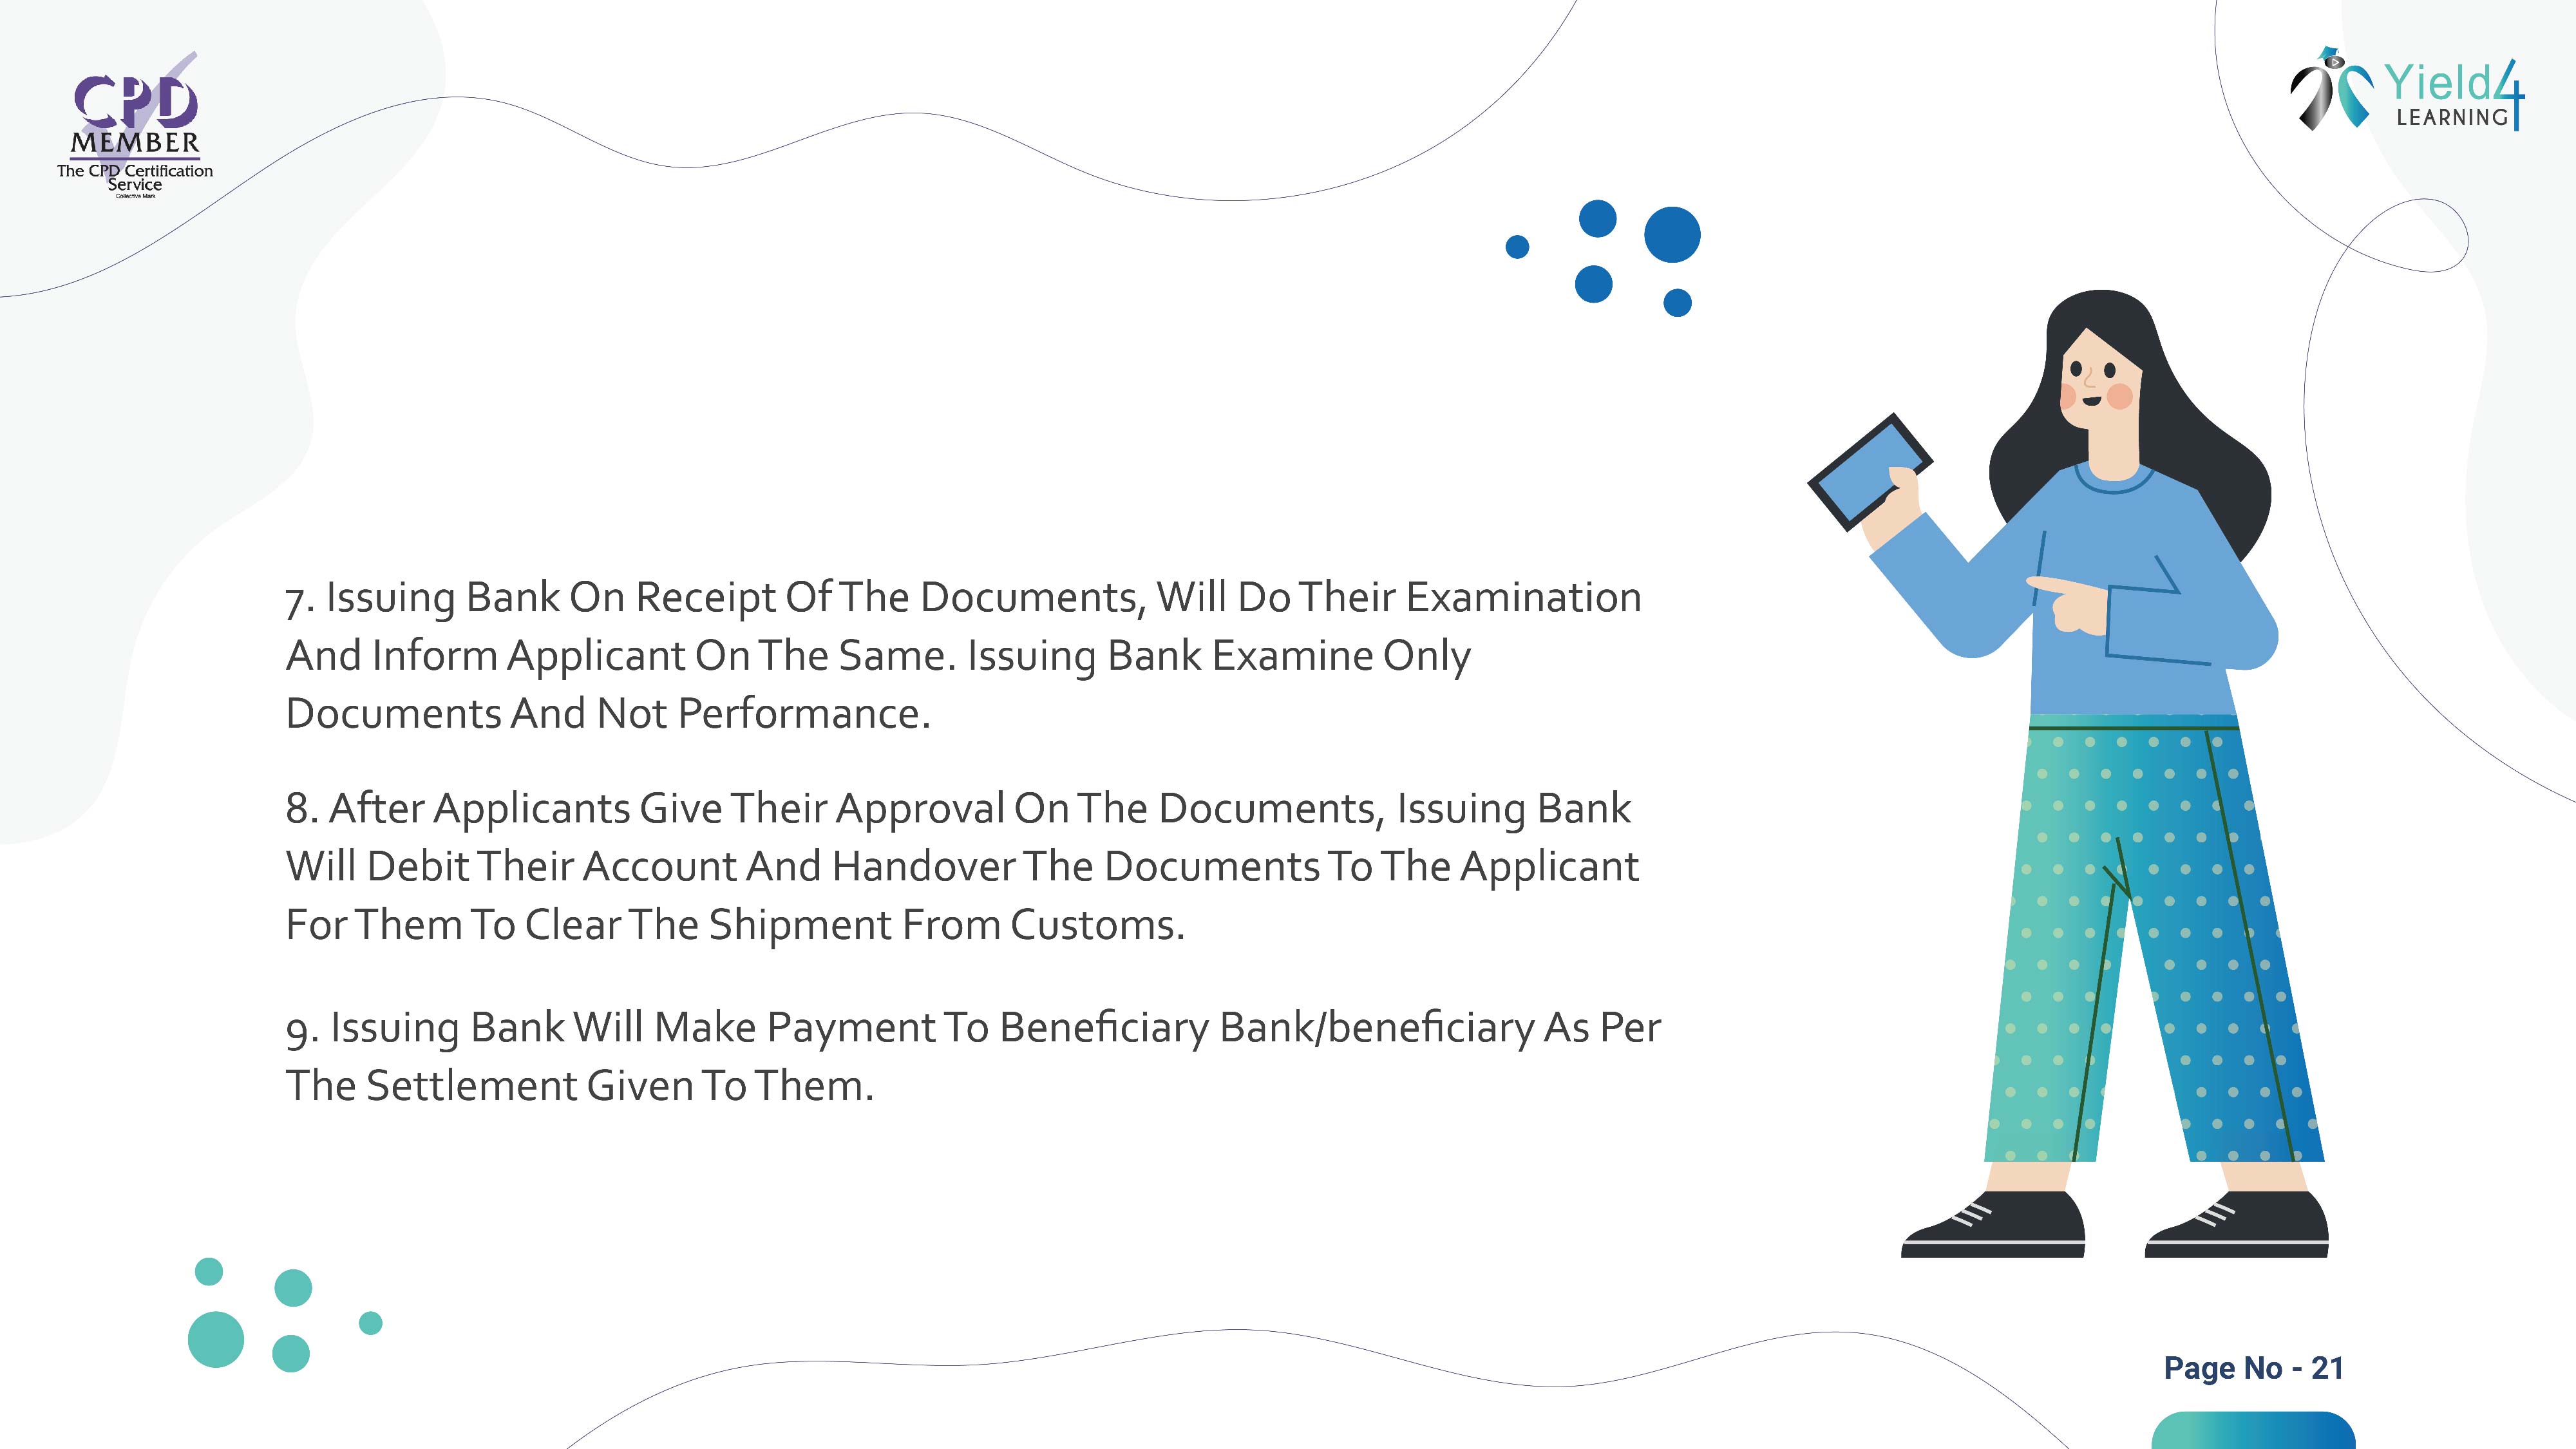 CPD
MEMBER
The CPD Certification
Service
Collective Mark
Yield4
LEARNING
7. Issuing Bank On Receipt Of The Documents, Will Do Their Examination
And Inform Applicant On The Same. Issuing Bank Examine Only
Documents And Not Performance.
8. After Applicants Give Their Approval On The Documents, Issuing Bank
Will Debit Their Account And Handover The Documents To The Applicant
For Them To Clear The Shipment From Customs.
9. Issuing Bank Will Make Payment To Beneficiary Bank/beneficiary As Per
The Settlement Given To Them.
Page No - 21